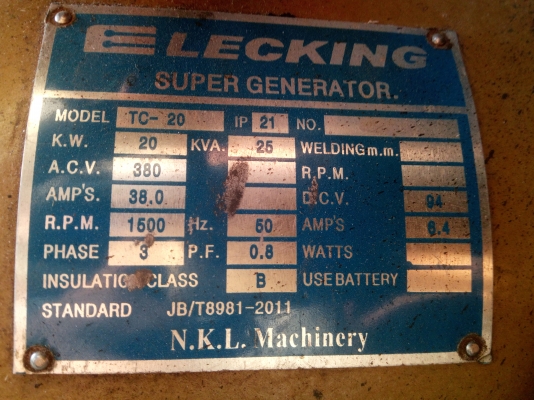 ELECKING
SUPER GENERATOR.
MODEL TC-20 IP 21 NO.
K.W. 20 KVA. 25 WELDING m.m.
A.C.V. 380 R.P.M.
AMP'S 38.0 D.C.V. 94
R.P.M. 1500 Hz. 50 AMP'S 6.4
PHASE 3 P.F. 0.8 WATTS
INSULATION CLASS B USE BATTERY
STANDARD JB/T8981-2011
N.K.L. Machinery